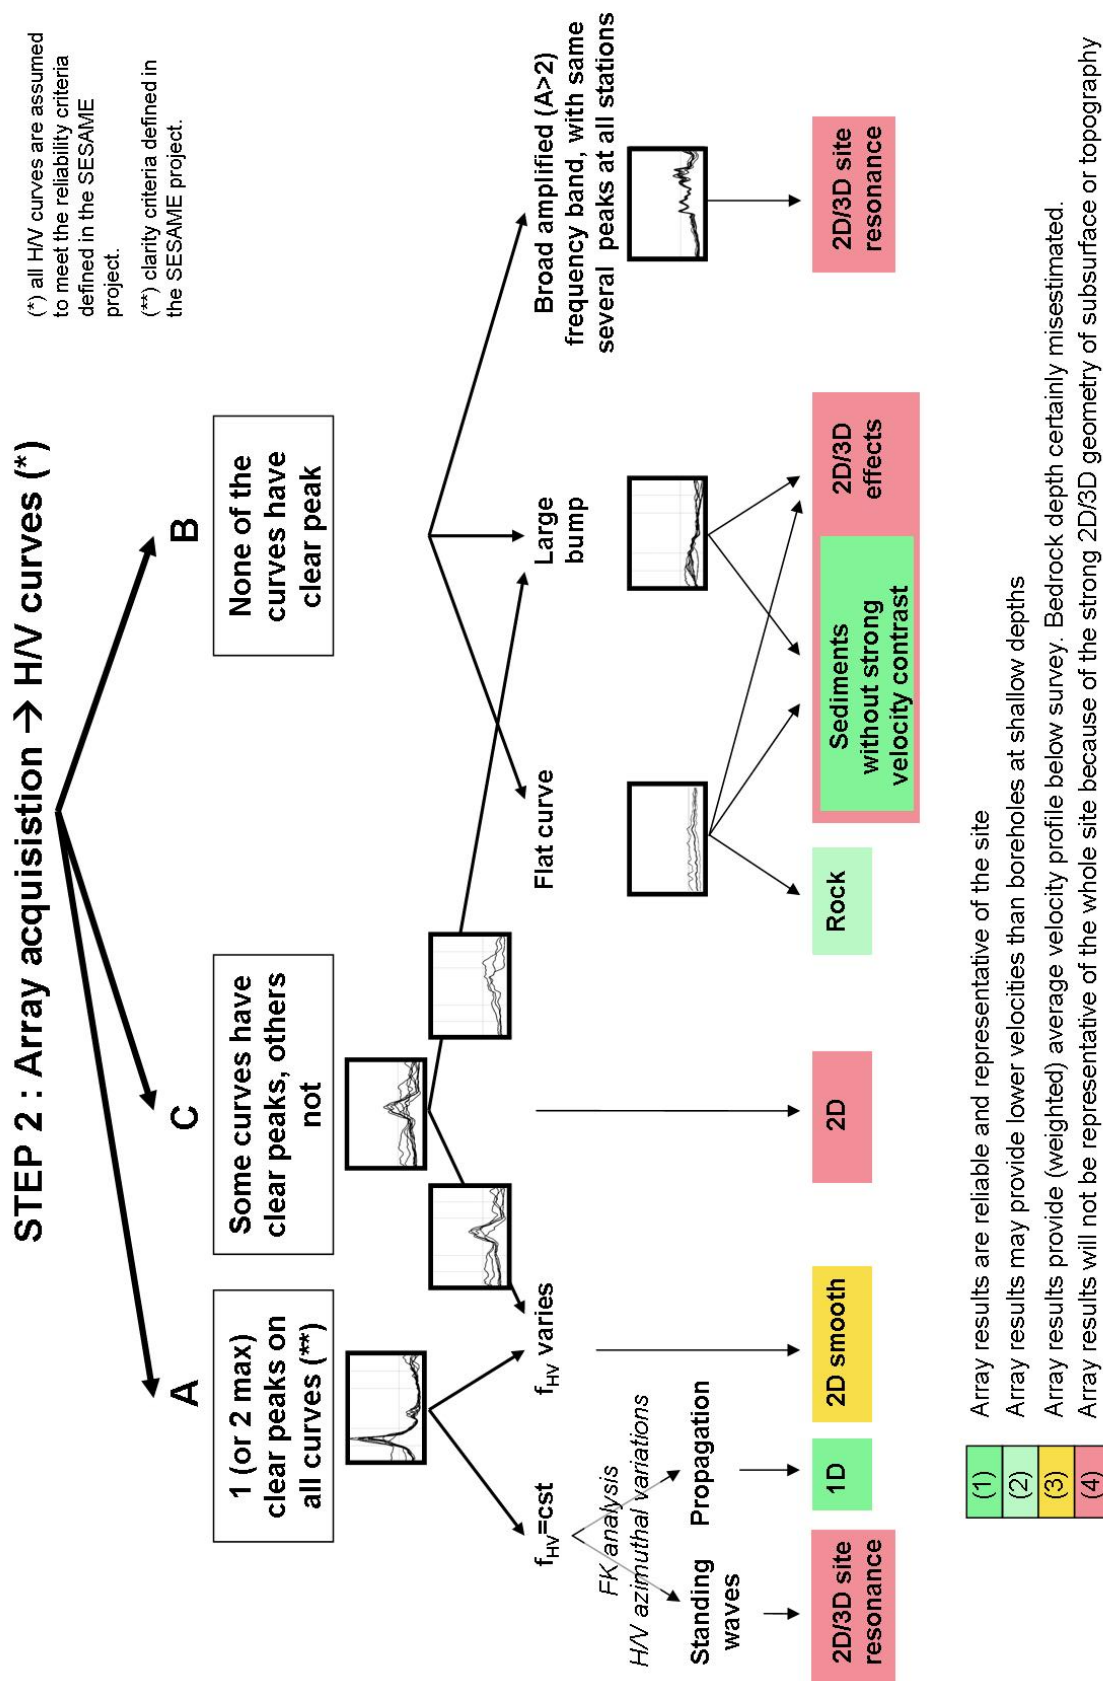 STEP 2 : Array acquisistion → H/V curves (*)
(*) all H/V curves are assumed
to meet the reliability criteria
defined in the SESAME
project.
(**) clarity criteria defined in
the SESAME project.
A
C
B
1 (or 2 max)
clear peaks on
all curves (**)
Some curves have
clear peaks, others
not
None of the
curves have
clear peak
fHV=cst
fHV varies
Flat curve
Large
bump
Broad amplified (A>2)
frequency band, with same
several peaks at all stations
FK analysis
H/V azimuthal variations
Standing
waves
Propagation
2D/3D site
resonance
1D
2D smooth
2D
Rock
Sediments
without strong
velocity contrast
2D/3D
effects
2D/3D site
resonance
(1) Array results are reliable and representative of the site
(2) Array results may provide lower velocities than boreholes at shallow depths
(3) Array results provide (weighted) average velocity profile below survey. Bedrock depth certainly misestimated.
(4) Array results will not be representative of the whole site because of the strong 2D/3D geometry of subsurface or topography